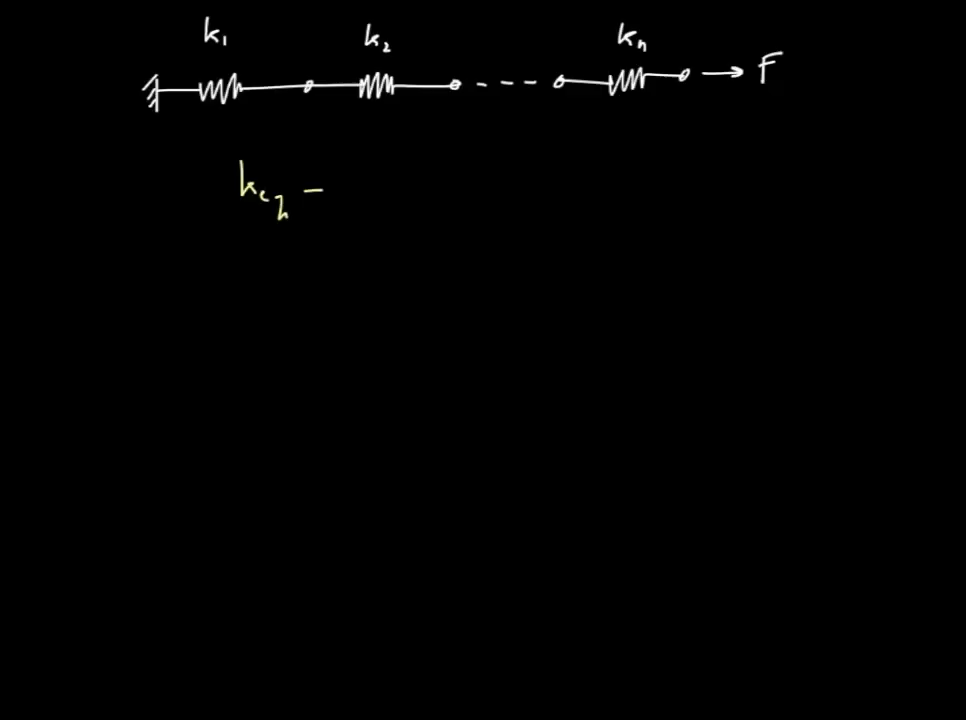 k₁ k₂ kₙ
F
k_eq –